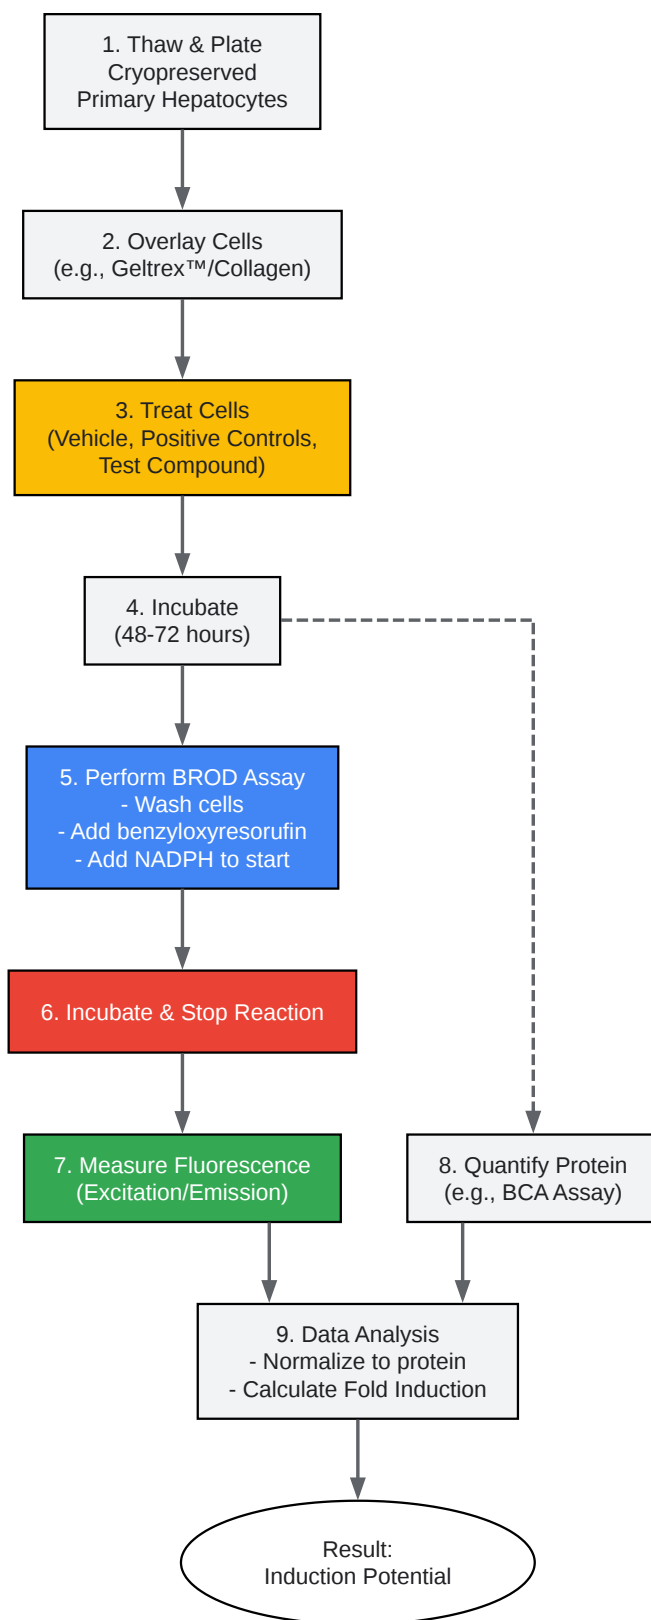 1. Thaw & Plate
Cryopreserved
Primary Hepatocytes
2. Overlay Cells
(e.g., Geltrex™/Collagen)
3. Treat Cells
(Vehicle, Positive Controls,
Test Compound)
4. Incubate
(48-72 hours)
5. Perform BROD Assay
- Wash cells
- Add benzyloxyresorufin
- Add NADPH to start
6. Incubate & Stop Reaction
7. Measure Fluorescence
(Excitation/Emission)
8. Quantify Protein
(e.g., BCA Assay)
9. Data Analysis
- Normalize to protein
- Calculate Fold Induction
Result:
Induction Potential